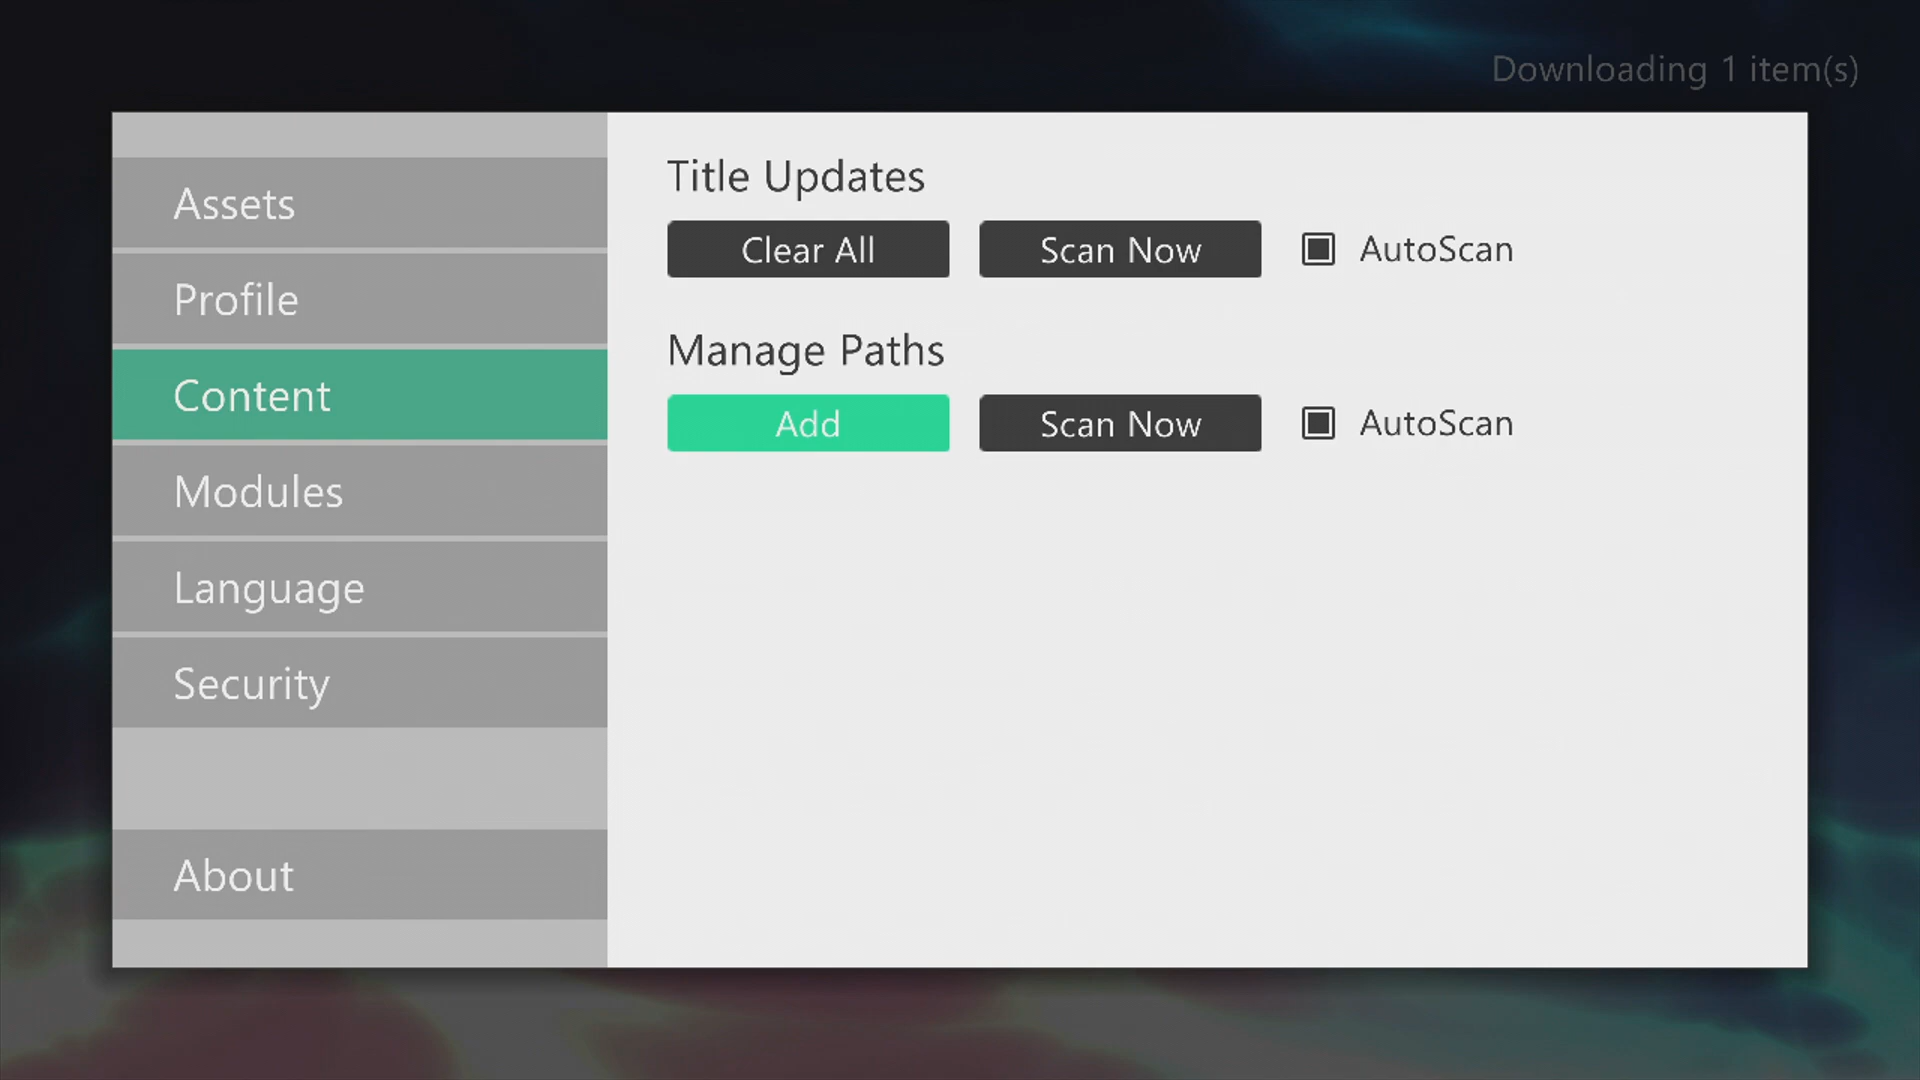 Downloading 1 item(s)
Assets
Profile
Content
Modules
Language
Security
About
Title Updates
Clear All
Scan Now
AutoScan
Manage Paths
Add
Scan Now
AutoScan